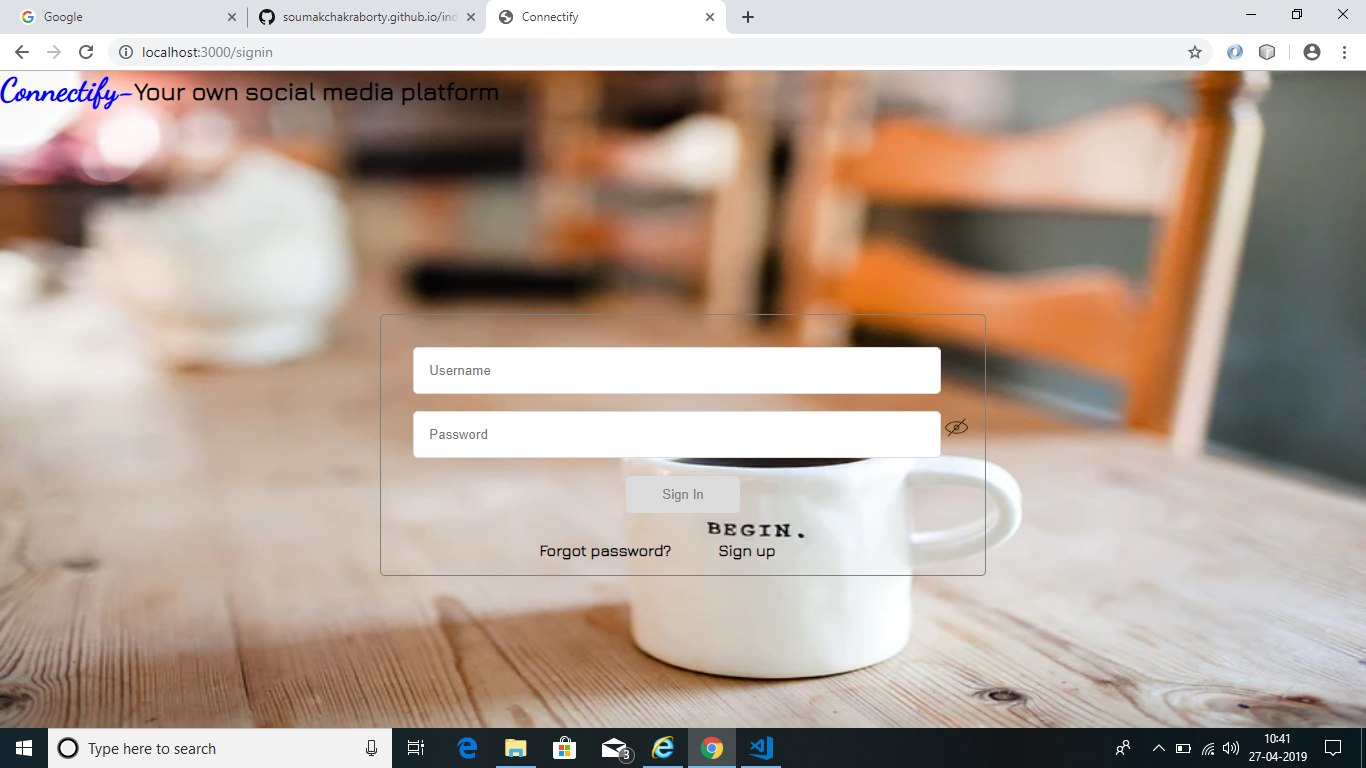 Google
soumakchakraborty.github.io/ind
Connectify
localhost:3000/signin
Connectify-Your own social media platform
Username
Password
Sign In
BEGIN.
Forgot password? Sign up
Type here to search
3
10:41
27-04-2019